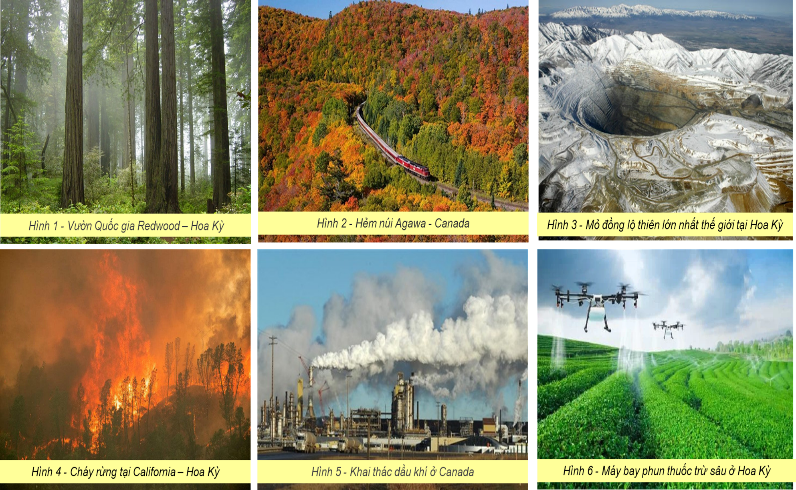 Hình 1 - Vườn Quốc gia Redwood – Hoa Kỳ
Hình 2 - Hẻm núi Agawa - Canada
Hình 3 - Mỏ đồng lộ thiên lớn nhất thế giới tại Hoa Kỳ
Hình 4 - Cháy rừng tại California – Hoa Kỳ
Hình 5 - Khai thác dầu khí ở Canada
Hình 6 - Máy bay phun thuốc trừ sâu ở Hoa Kỳ